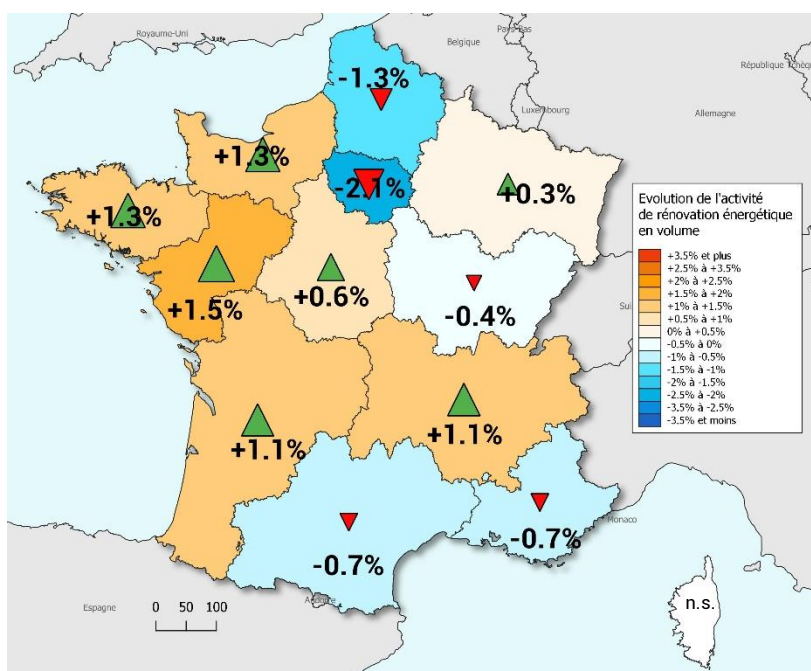 Royaume-Uni
Pays-Bas
Belgique
République Tchèque
-1.3%
Luxembourg
Allemagne
+1.3%
-2.1%
+0.3%
+1.3%
Evolution de l'activité
de rénovation énergétique
en volume
+3.5% et plus
+2.5% à +3.5%
+2% à +2.5%
+1.5% à +2%
+1% à +1.5%
+0.5% à +1%
0% à +0.5%
-0.5% à 0%
-1% à -0.5%
-1.5% à -1%
-2% à -1.5%
-2.5% à -2%
-3.5% à -2.5%
-3.5% et moins
+1.5%
+0.6%
-0.4%
+1.1%
+1.1%
Monaco
-0.7%
-0.7%
n.s.
Espagne
Andorre
0 50 100